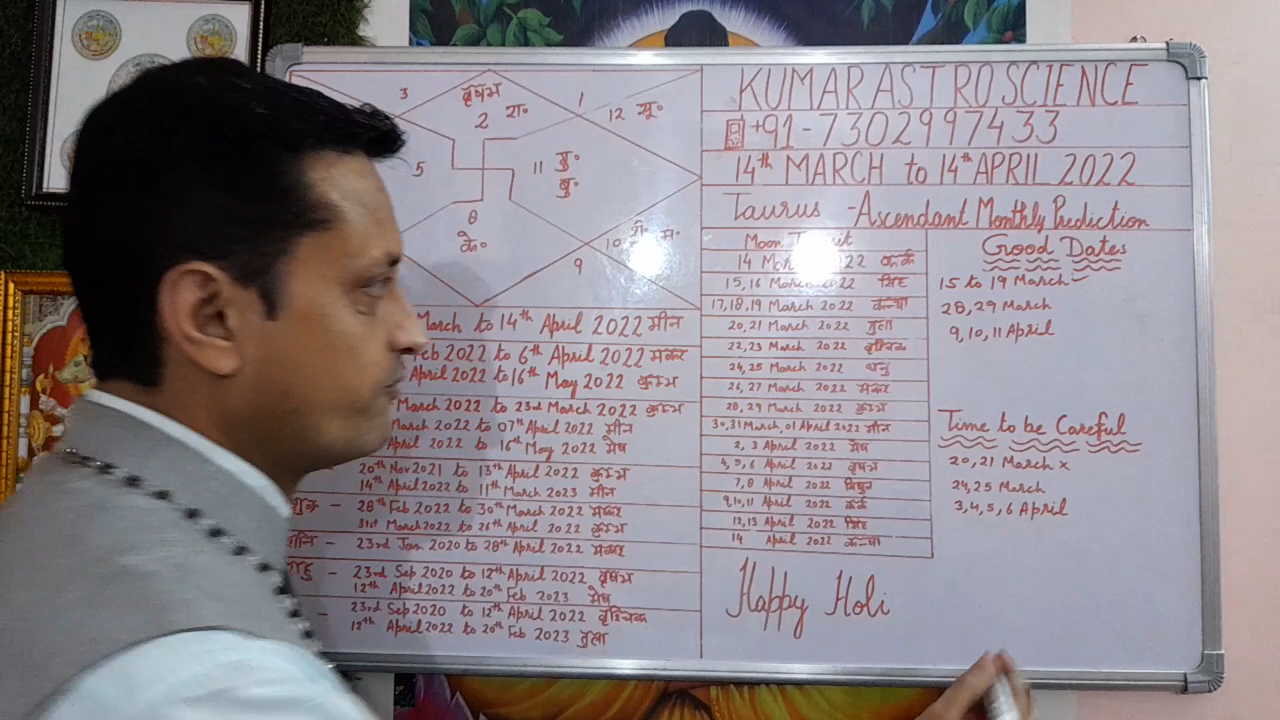 KUMAR ASTRO SCIENCE
+91-7302997433
14th MARCH to 14th APRIL 2022
Taurus - Ascendant Monthly Prediction
3
वृषभ
2 रा०
1
12 सू०
5
11 गु०
बु०
8
के०
10
9
March to 14th April 2022 मीन
Feb 2022 to 6th April 2022 मकर
April 2022 to 16th May 2022 कुम्भ
March 2022 to 23rd March 2022 कुम्भ
March 2022 to 07th April 2022 मीन
April 2022 to 16th May 2022 मेष
20th Nov 2021 to 13th April 2022 कुम्भ
14th April 2022 to 11th March 2023 मीन
शुक्र - 28th Feb 2022 to 30th March 2022 मकर
31st March 2022 to 26th April 2022 कुम्भ
शनि - 23rd Jan 2020 to 28th April 2022 मकर
राहु - 23rd Sep 2020 to 12th April 2022 वृषभ
12th April 2022 to 20th Feb 2023 मेष
23rd Sep 2020 to 12th April 2022 वृश्चिक
12th April 2022 to 20th Feb 2023 तुला
Moon
14 2022 कर्क
15, 16 March 2022 सिंह
17, 18, 19 March 2022 कन्या
20, 21 March 2022 तुला
22, 23 March 2022 वृश्चिक
24, 25 March 2022 धनु
26, 27 March 2022 मकर
28, 29 March 2022 कुम्भ
30, 31 March, 01 April 2022 मीन
2, 3 April 2022 मेष
4, 5, 6 April 2022 वृषभ
7, 8 April 2022 मिथुन
9, 10, 11 April 2022 कर्क
12, 13 April 2022 सिंह
14 April 2022 कन्या
Good Dates
15 to 19 March
28, 29 March
9, 10, 11 April
Time to be Careful
20, 21 March x
24, 25 March
3, 4, 5, 6 April
Happy Holi